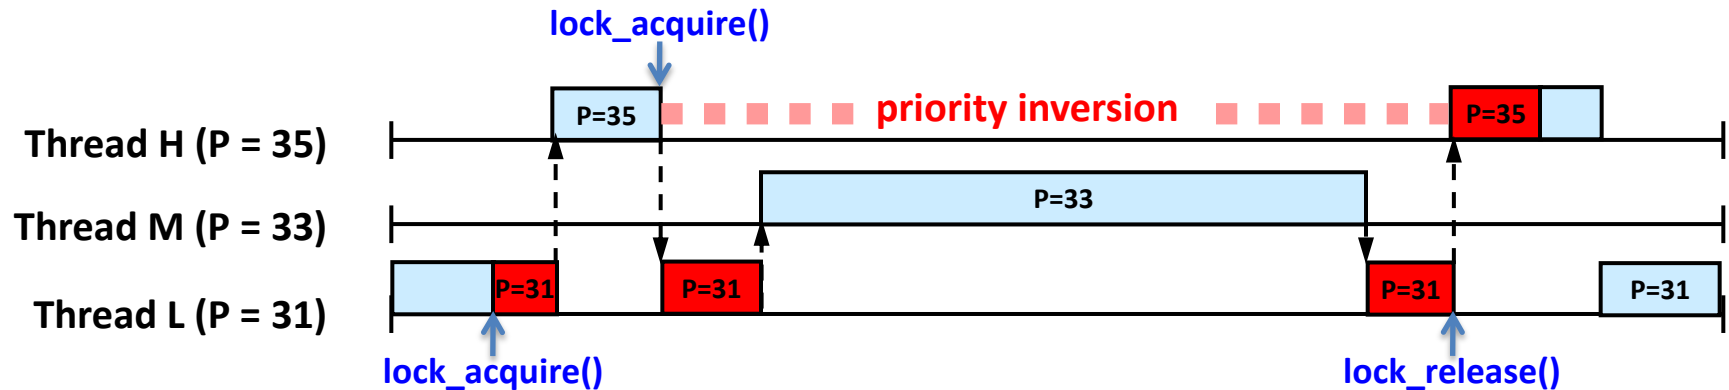 lock_acquire()
P=35
priority inversion
P=35
Thread H (P = 35)
P=33
Thread M (P = 33)
P=31
P=31
P=31
P=31
Thread L (P = 31)
lock_acquire()
lock_release()